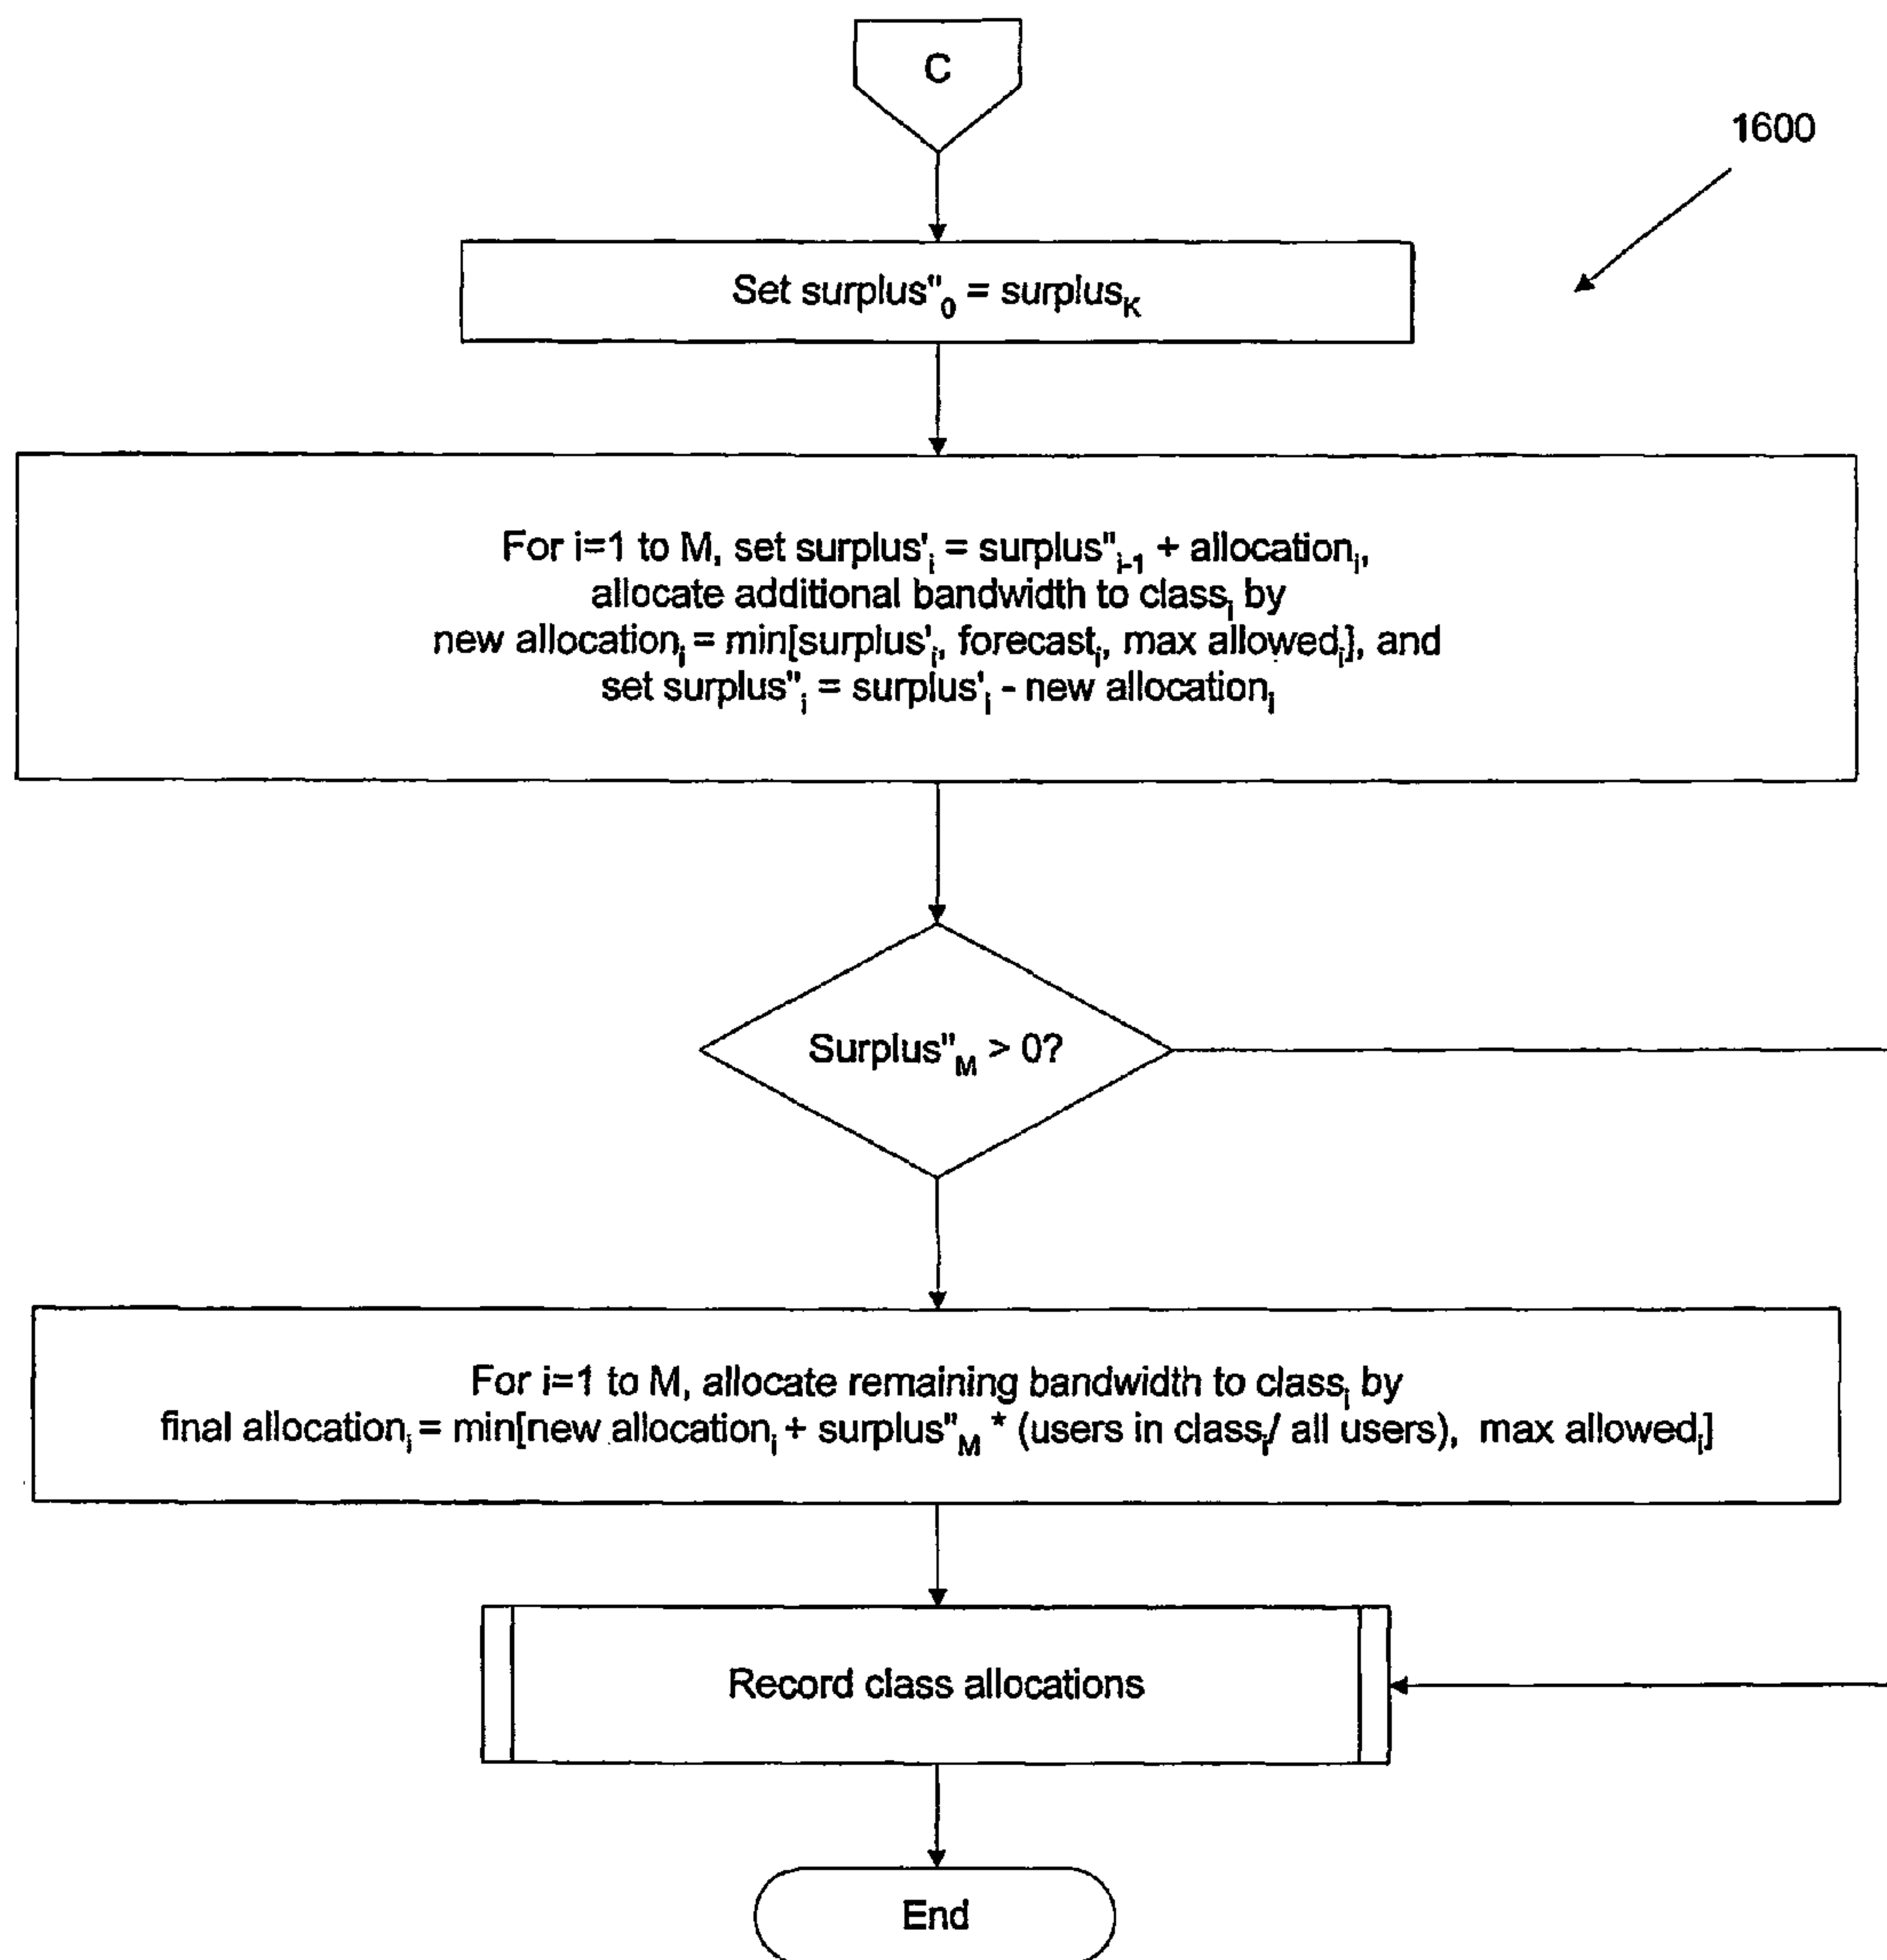 C
1600
Set surplus"₀ = surplus_K
For i=1 to M, set surplus'ᵢ = surplus"ᵢ₋₁ + allocationᵢ,
allocate additional bandwidth to classᵢ by
new allocationᵢ = min[surplus'ᵢ, forecastᵢ, max allowedᵢ], and
set surplus"ᵢ = surplus'ᵢ - new allocationᵢ
Surplus"_M > 0?
For i=1 to M, allocate remaining bandwidth to classᵢ by
final allocationᵢ = min[new allocationᵢ + surplus"_M * (users in classᵢ/ all users), max allowedᵢ]
Record class allocations
End